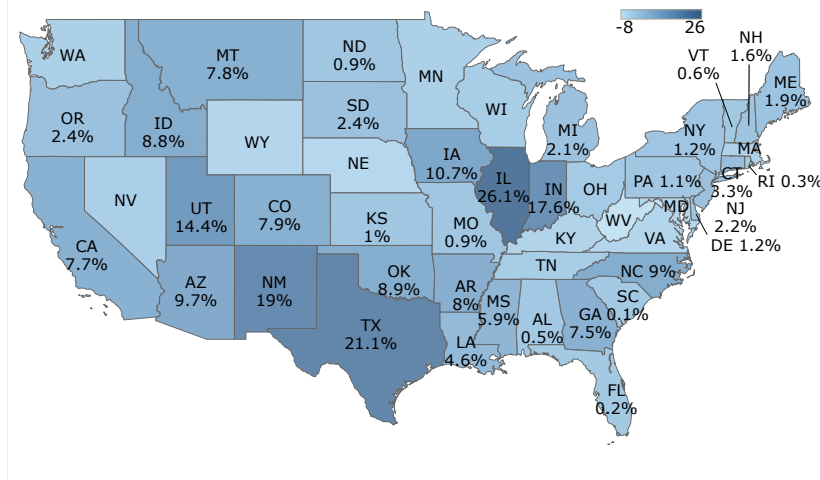 -8
26
NH
1.6%
VT
0.6%
WA
MT
7.8%
ND
0.9%
MN
ME
1.9%
OR
2.4%
ID
8.8%
SD
2.4%
WI
MI
2.1%
NY
1.2%
MA
WY
IA
10.7%
NE
IL
26.1%
IN
17.6%
OH
PA 1.1%
CT
3.3%
RI 0.3%
NV
UT
14.4%
CO
7.9%
KS
1%
MO
0.9%
WV
MD
NJ
2.2%
DE 1.2%
KY
VA
CA
7.7%
AZ
9.7%
NM
19%
OK
8.9%
AR
8%
TN
NC 9%
MS
5.9%
AL
0.5%
GA
7.5%
SC
0.1%
TX
21.1%
LA
4.6%
FL
0.2%